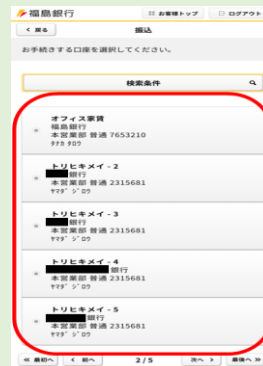 福島銀行
お客様トップ
ログアウト
< 戻る
振込
お手続きする口座を選択してください。
検索条件
オフィス家賃
福島銀行
本宮業部 普通 7653210
ﾀﾅｶ ﾀﾛｳ
トリヒキメイ - 2
銀行
本宮業部 普通 2315681
ﾔﾏﾀﾞ ｼﾞﾛｳ
トリヒキメイ - 3
銀行
本宮業部 普通 2315681
ﾔﾏﾀﾞ ｼﾞﾛｳ
トリヒキメイ - 4
銀行
本宮業部 普通 2315681
ﾔﾏﾀﾞ ｼﾞﾛｳ
トリヒキメイ - 5
銀行
本宮業部 普通 2315681
ﾔﾏﾀﾞ ｼﾞﾛｳ
« 最初へ
< 前へ
2 / 5
次へ >
最後へ »